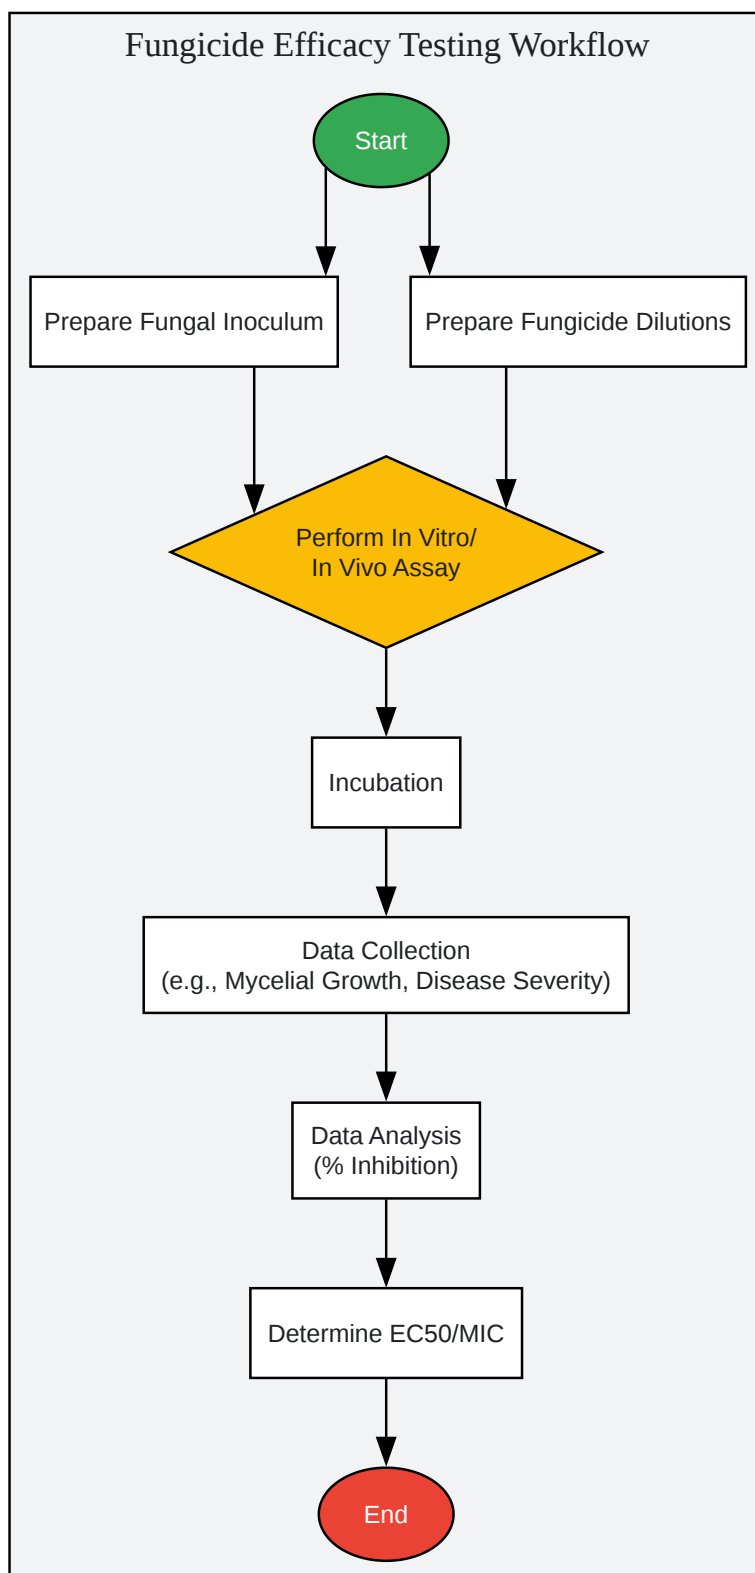 Fungicide Efficacy Testing Workflow
Start
Prepare Fungal Inoculum
Prepare Fungicide Dilutions
Perform In Vitro/
In Vivo Assay
Incubation
Data Collection
(e.g., Mycelial Growth, Disease Severity)
Data Analysis
(% Inhibition)
Determine EC50/MIC
End